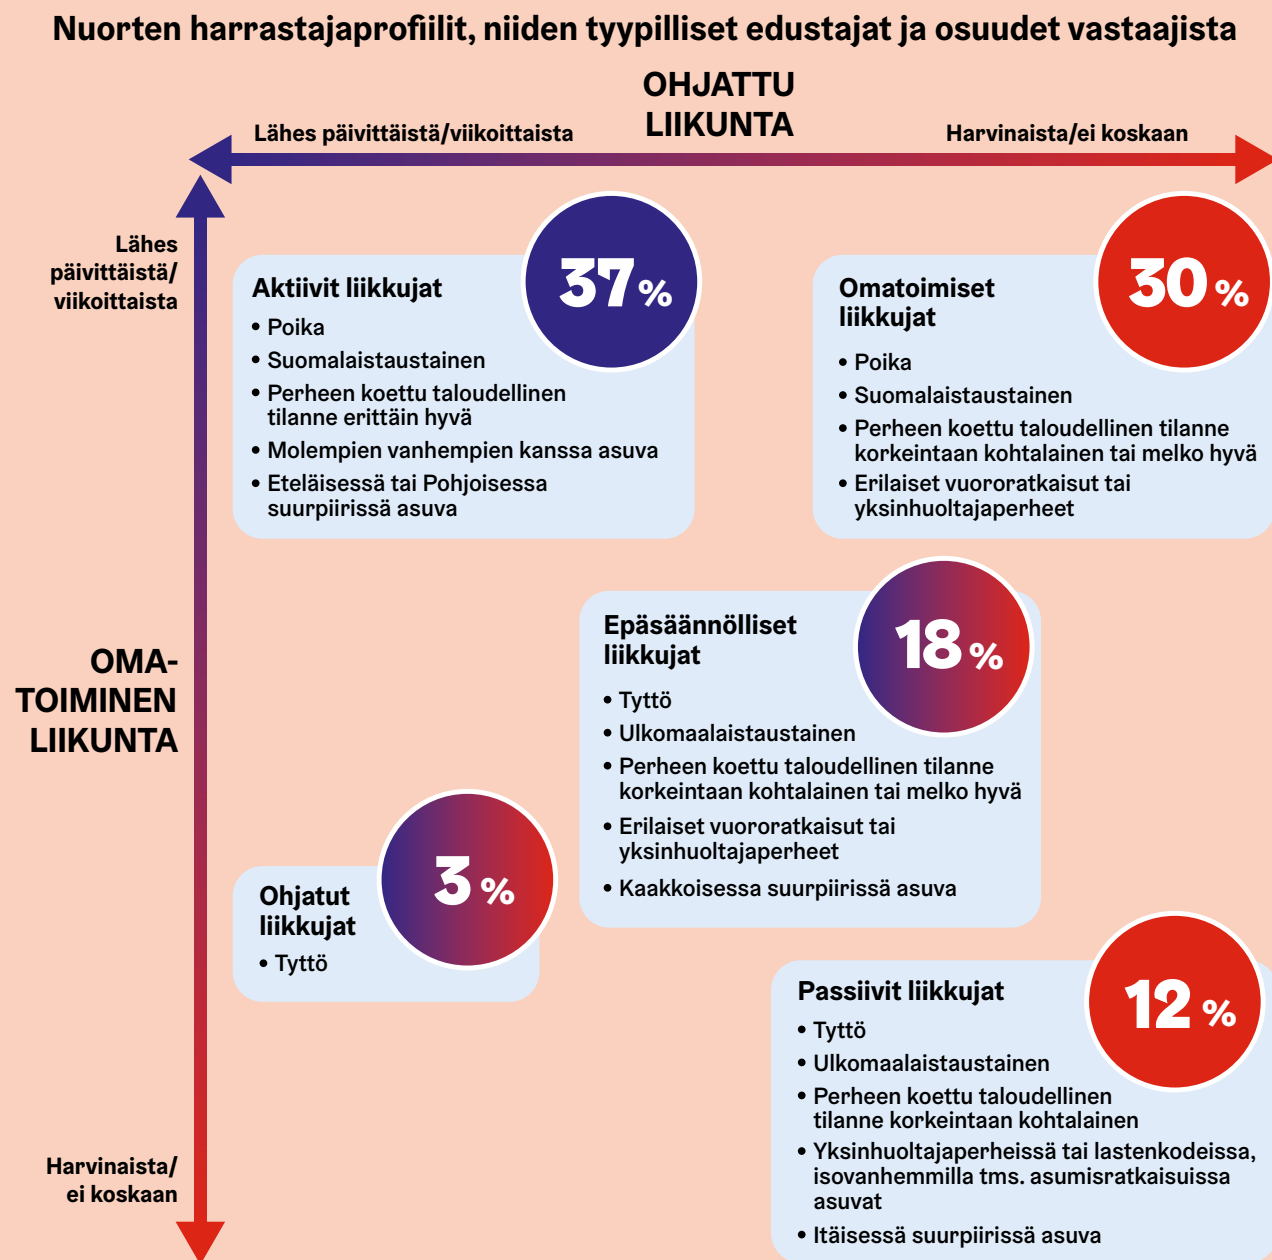 Nuorten harrastajaprofiilit, niiden tyypilliset edustajat ja osuudet vastaajista
OHJATTU
LIIKUNTA
Lähes päivittäistä/viikoittaista
Harvinaista/ei koskaan
Lähes
päivittäistä/
viikoittaista
Aktiivit liikkujat
37 %
• Poika
• Suomalaistaustainen
• Perheen koettu taloudellinen
tilanne erittäin hyvä
• Molempien vanhempien kanssa asuva
• Eteläisessä tai Pohjoisessa
suurpiirissä asuva
Omatoimiset
liikkujat
30 %
• Poika
• Suomalaistaustainen
• Perheen koettu taloudellinen tilanne
korkeintaan kohtalainen tai melko hyvä
• Erilaiset vuororatkaisut tai
yksinhuoltajaperheet
OMA-
TOIMINEN
LIIKUNTA
Epäsäännölliset
liikkujat
18 %
• Tyttö
• Ulkomaalaistaustainen
• Perheen koettu taloudellinen tilanne
korkeintaan kohtalainen tai melko hyvä
• Erilaiset vuororatkaisut tai
yksinhuoltajaperheet
• Kaakkoisessa suurpiirissä asuva
Ohjatut
liikkujat
3 %
• Tyttö
Passiivit liikkujat
12 %
• Tyttö
• Ulkomaalaistaustainen
• Perheen koettu taloudellinen
tilanne korkeintaan kohtalainen
• Yksinhuoltajaperheissä tai lastenkodeissa,
isovanhemmilla tms. asumisratkaisuissa
asuvat
• Itäisessä suurpiirissä asuva
Harvinaista/
ei koskaan